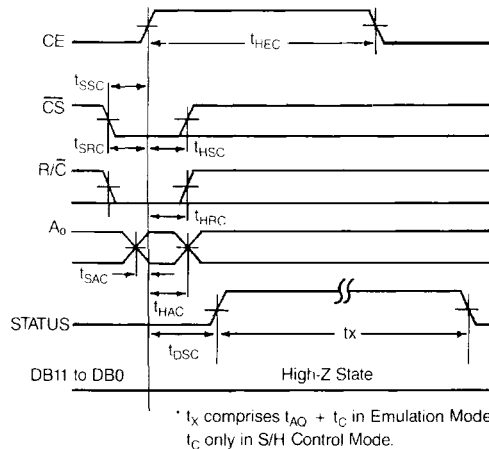 CE
tHEC
tSSC
CS
tSRC
tHSC
R/C
tHRC
A0
tSAC
tHAC
STATUS
tDSC
tx
DB11 to DB0
High-Z State
* tX comprises tAQ + tC in Emulation Mode
tC only in S/H Control Mode.